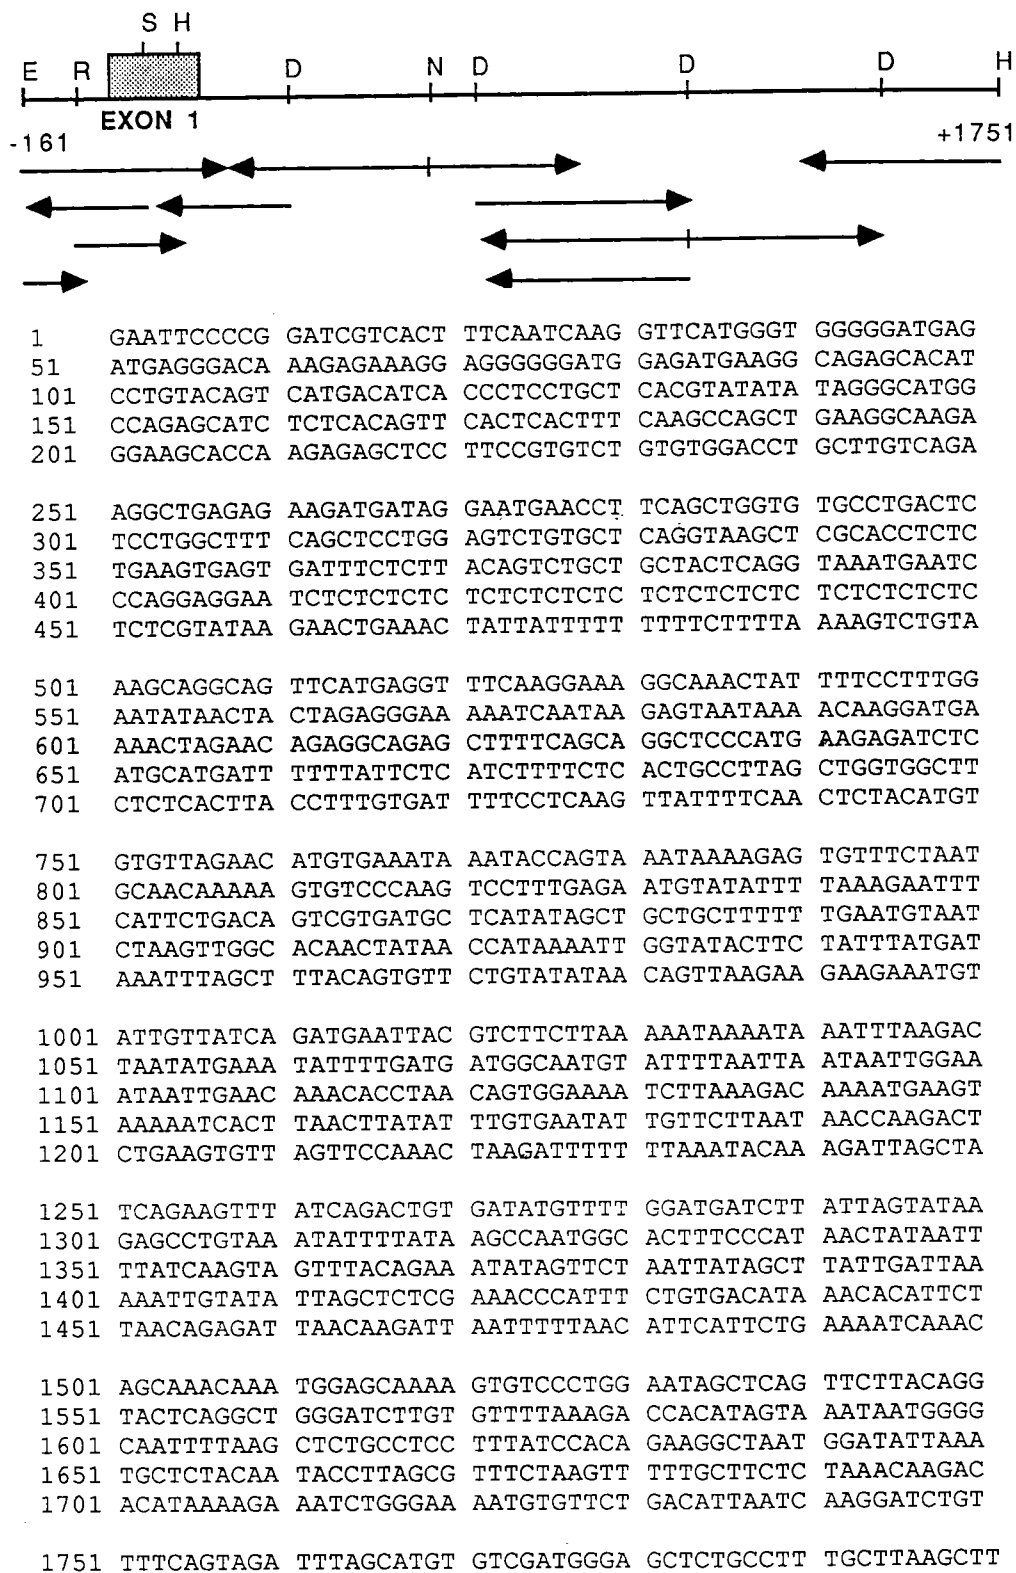 S H
E R D N D D D H
EXON 1
-161 +1751
1 GAATTCCCCG GATCGTCACT TTCAATCAAG GTTCATGGGT GGGGGATGAG
51 ATGAGGGACA AAGAGAAAGG AGGGGGGATG GAGATGAAGG CAGAGCACAT
101 CCTGTACAGT CATGACATCA CCCTCCTGCT CACGTATATA TAGGGCATGG
151 CCAGAGCATC TCTCACAGTT CACTCACTTT CAAGCCAGCT GAAGGCAAGA
201 GGAAGCACCA AGAGAGCTCC TTCCGTGTCT GTGTGGACCT GCTTGTCAGA
251 AGGCTGAGAG AAGATGATAG GAATGAACCT TCAGCTGGTG TGCCTGACTC
301 TCCTGGCTTT CAGCTCCTGG AGTCTGTGCT CAGGTAAGCT CGCACCTCTC
351 TGAAGTGAGT GATTTCTCTT ACAGTCTGCT GCTACTCAGG TAAATGAATC
401 CCAGGAGGAA TCTCTCTCTC TCTCTCTCTC TCTCTCTCTC TCTCTCTCTC
451 TCTCGTATAA GAACTGAAAC TATTATTTTT TTTTCTTTTA AAAGTCTGTA
501 AAGCAGGCAG TTCATGAGGT TTCAAGGAAA GGCAAACTAT TTTCCTTTGG
551 AATATAACTA CTAGAGGGAA AAATCAATAA GAGTAATAAA ACAAGGATGA
601 AAACTAGAAC AGAGGCAGAG CTTTTCAGCA GGCTCCCATG AAGAGATCTC
651 ATGCATGATT TTTTATTCTC ATCTTTTCTC ACTGCCTTAG CTGGTGGCTT
701 CTCTCACTTA CCTTTGTGAT TTTCCTCAAG TTATTTTCAA CTCTACATGT
751 GTGTTAGAAC ATGTGAAATA AATACCAGTA AATAAAAGAG TGTTTCTAAT
801 GCAACAAAAA GTGTCCCAAG TCCTTTGAGA ATGTATATTT TAAAGAATTT
851 CATTCTGACA GTCGTGATGC TCATATAGCT GCTGCTTTTT TGAATGTAAT
901 CTAAGTTGGC ACAACTATAA CCATAAAATT GGTATACTTC TATTTATGAT
951 AAATTTAGCT TTACAGTGTT CTGTATATAA CAGTTAAGAA GAAGAAATGT
1001 ATTGTTATCA GATGAATTAC GTCTTCTTAA AAATAAAATA AATTTAAGAC
1051 TAATATGAAA TATTTTGATG ATGGCAATGT ATTTTAATTA ATAATTGGAA
1101 ATAATTGAAC AAACACCTAA CAGTGGAAAA TCTTAAAGAC AAAATGAAGT
1151 AAAAATCACT TAACTTATAT TTGTGAATAT TGTTCTTAAT AACCAAGACT
1201 CTGAAGTGTT AGTTCCAAAC TAAGATTTTT TTAAATACAA AGATTAGCTA
1251 TCAGAAGTTT ATCAGACTGT GATATGTTTT GGATGATCTT ATTAGTATAA
1301 GAGCCTGTAA ATATTTTATA AGCCAATGGC ACTTTCCCAT AACTATAATT
1351 TTATCAAGTA GTTTACAGAA ATATAGTTCT AATTATAGCT TATTGATTAA
1401 AAATTGTATA TTAGCTCTCG AAACCCATTT CTGTGACATA AACACATTCT
1451 TAACAGAGAT TAACAAGATT AATTTTTAAC ATTCATTCTG AAAATCAAAC
1501 AGCAAACAAA TGGAGCAAAA GTGTCCCTGG AATAGCTCAG TTCTTACAGG
1551 TACTCAGGCT GGGATCTTGT GTTTTAAAGA CCACATAGTA AATAATGGGG
1601 CAATTTTAAG CTCTGCCTCC TTTATCCACA GAAGGCTAAT GGATATTAAA
1651 TGCTCTACAA TACCTTAGCG TTTCTAAGTT TTTGCTTCTC TAAACAAGAC
1701 ACATAAAAGA AATCTGGGAA AATGTGTTCT GACATTAATC AAGGATCTGT
1751 TTTCAGTAGA TTTAGCATGT GTCGATGGGA GCTCTGCCTT TGCTTAAGCTT